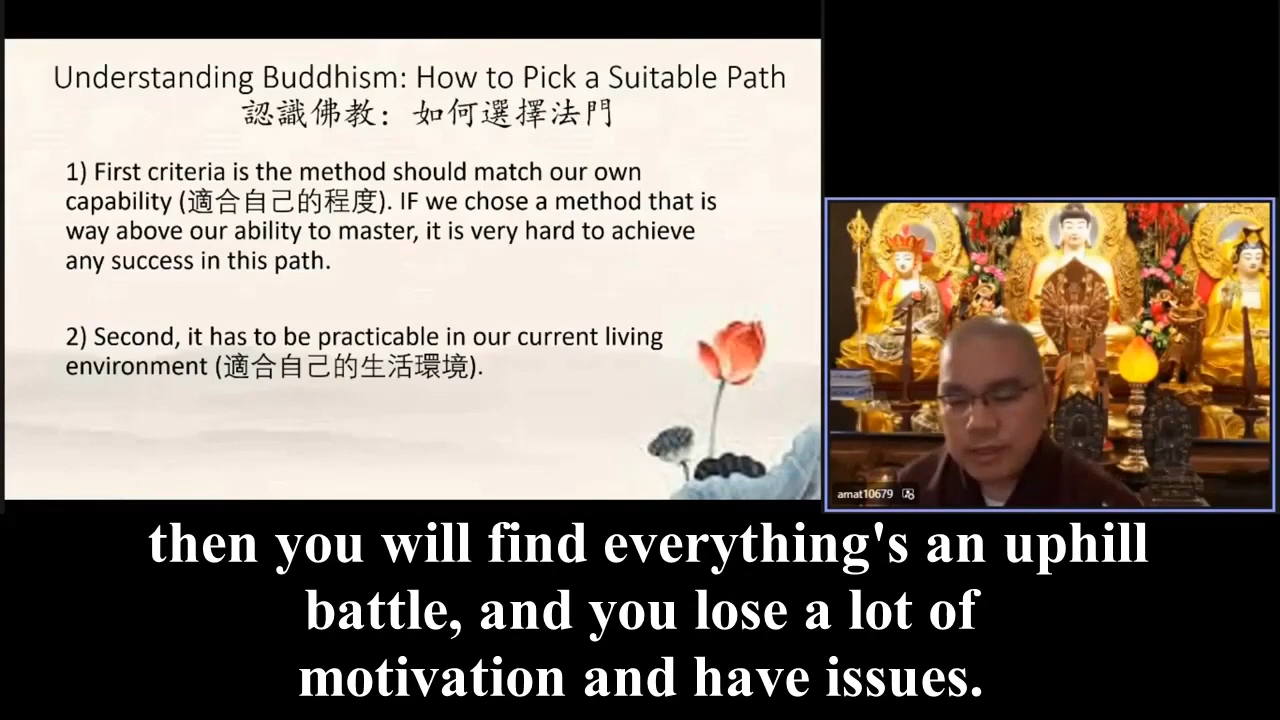 Understanding Buddhism: How to Pick a Suitable Path
認識佛教：如何選擇法門
1) First criteria is the method should match our own
capability (適合自己的程度). IF we chose a method that is
way above our ability to master, it is very hard to achieve
any success in this path.
2) Second, it has to be practicable in our current living
environment (適合自己的生活環境).
amat10679
then you will find everything's an uphill
battle, and you lose a lot of
motivation and have issues.